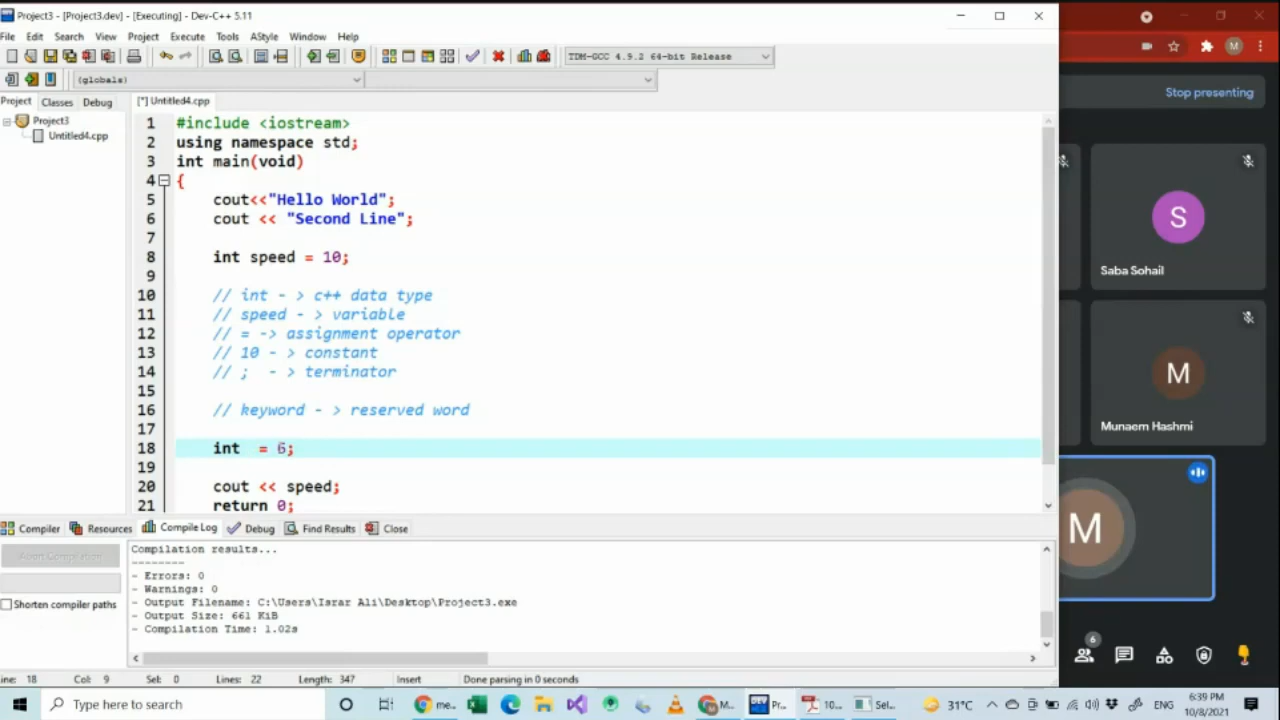 Project3 - [Project3.dev] - [Executing] - Dev-C++ 5.11
File Edit Search View Project Execute Tools AStyle Window Help
TDM-GCC 4.9.2 64-bit Release
(globals)
Project Classes Debug
[*] Untitled4.cpp
Project3
Untitled4.cpp
1 #include <iostream>
2 using namespace std;
3 int main(void)
4 {
5 cout<<"Hello World";
6 cout << "Second Line";
7
8 int speed = 10;
9
10 // int - > c++ data type
11 // speed - > variable
12 // = -> assignment operator
13 // 10 - > constant
14 // ;  - > terminator
15
16 // keyword - > reserved word
17
18 int  = 6;
19
20 cout << speed;
21 return 0;
Compiler Resources Compile Log Debug Find Results Close
Abort Compilation
Shorten compiler paths
Compilation results...
--------
- Errors: 0
- Warnings: 0
- Output Filename: C:\Users\Israr Ali\Desktop\Project3.exe
- Output Size: 661 KiB
- Compilation Time: 1.02s
ine: 18 Col: 9 Sel: 0 Lines: 22 Length: 347 Insert Done parsing in 0 seconds
M
Stop presenting
S
Saba Sohail
M
Munaem Hashmi
M
6
Type here to search
me...
M...
Pr...
10...
Sel...
31°C
ENG
6:39 PM
10/8/2021